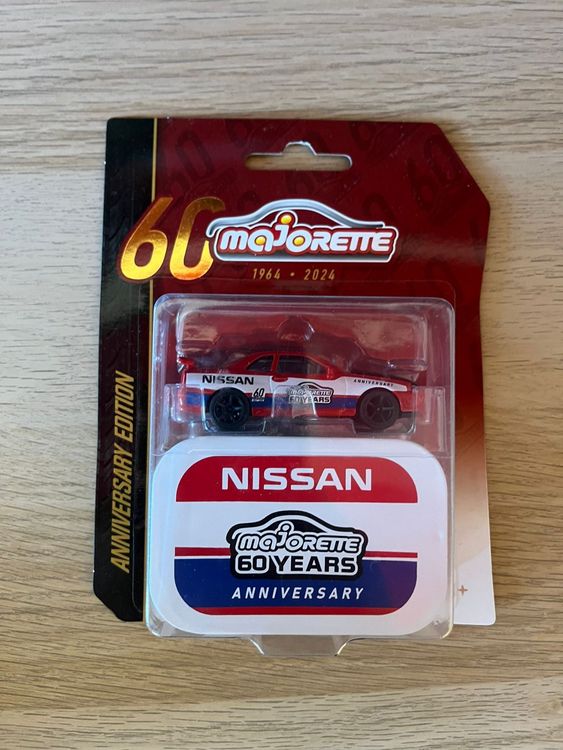 60 majorette
1964 • 2024
ANNIVERSARY EDITION
NISSAN
60
majorette
60 YEARS
ANNIVERSARY
NISSAN
majorette
60 YEARS
ANNIVERSARY